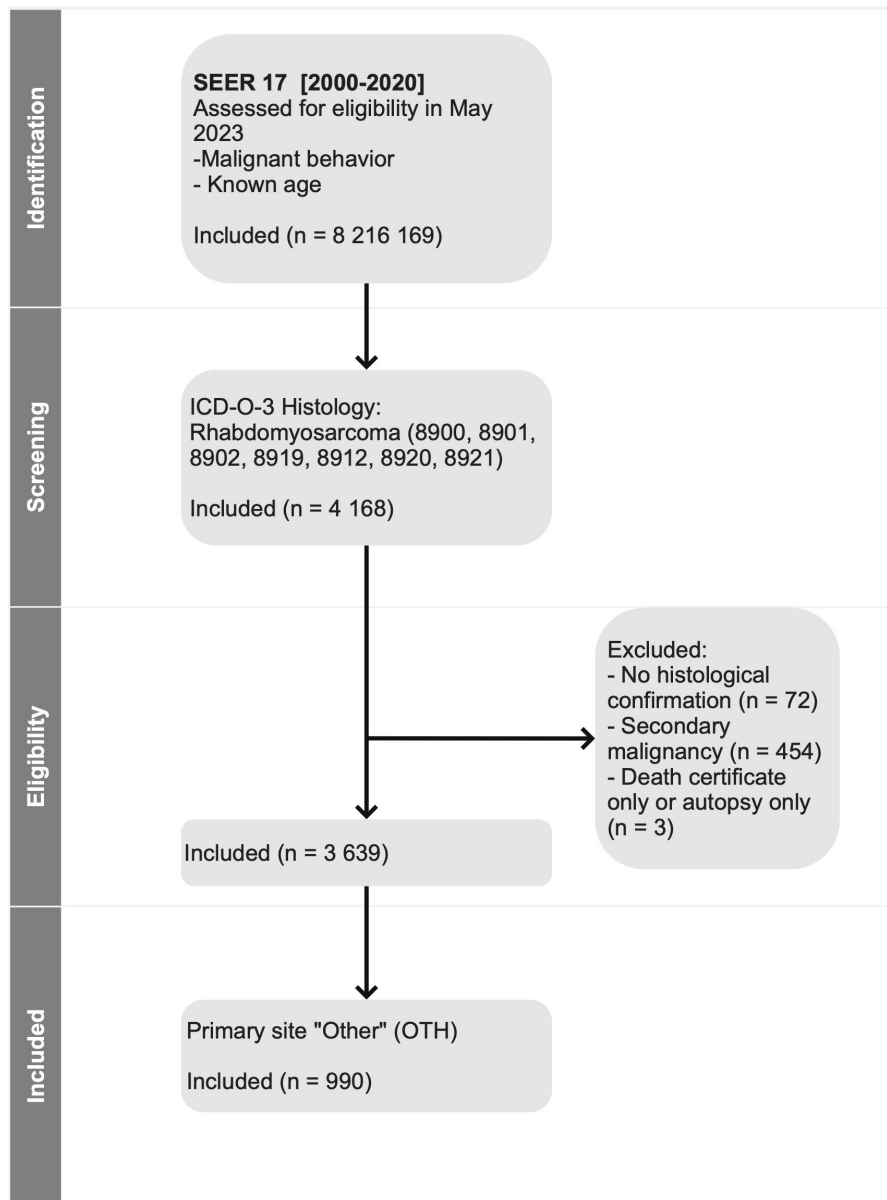 Identification
SEER 17 [2000-2020]
Assessed for eligibility in May
2023
-Malignant behavior
- Known age
Included (n = 8 216 169)
Screening
ICD-O-3 Histology:
Rhabdomyosarcoma (8900, 8901,
8902, 8919, 8912, 8920, 8921)
Included (n = 4 168)
Eligibility
Excluded:
- No histological
confirmation (n = 72)
- Secondary
malignancy (n = 454)
- Death certificate
only or autopsy only
(n = 3)
Included (n = 3 639)
Included
Primary site "Other" (OTH)
Included (n = 990)